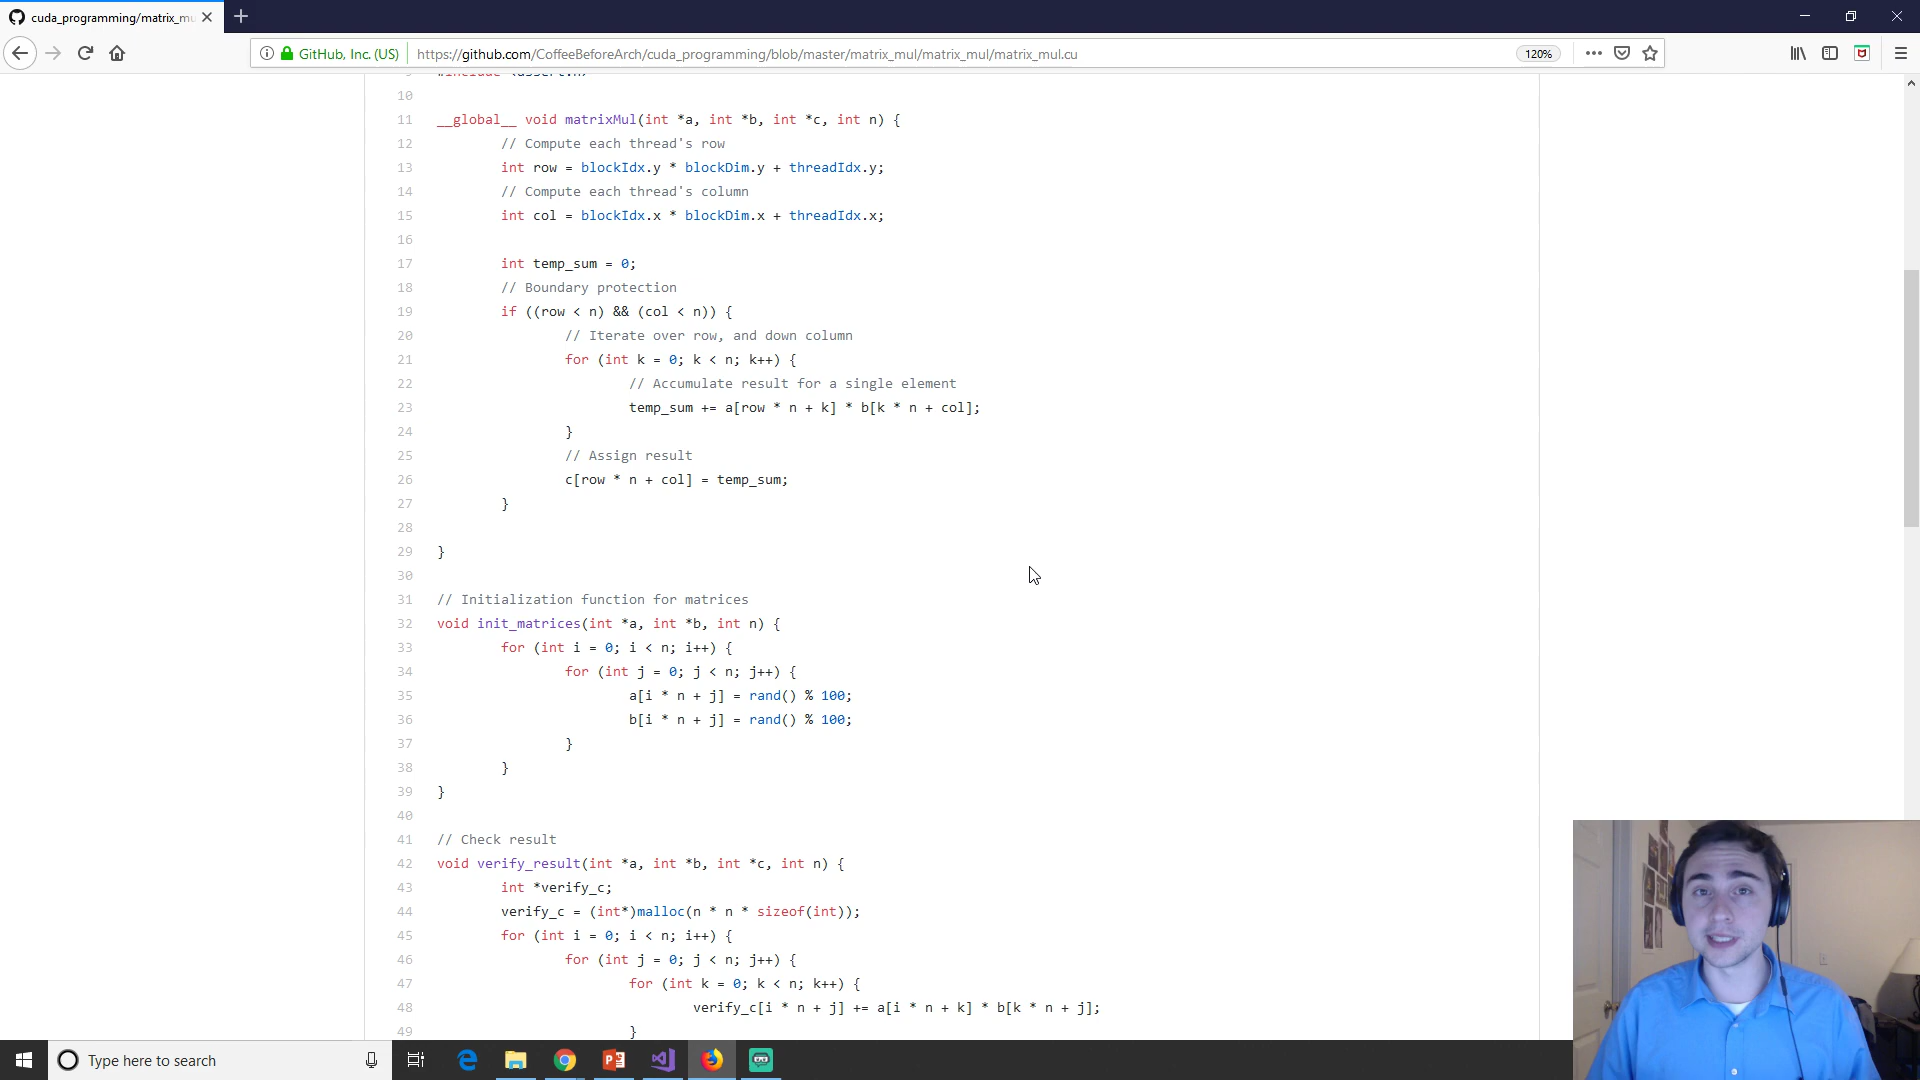 cuda_programming/matrix_mu
GitHub, Inc. (US)
https://github.com/CoffeeBeforeArch/cuda_programming/blob/master/matrix_mul/matrix_mul/matrix_mul.cu
120%
#include <assert.h>
10
11 __global__ void matrixMul(int *a, int *b, int *c, int n) {
12 // Compute each thread's row
13 int row = blockIdx.y * blockDim.y + threadIdx.y;
14 // Compute each thread's column
15 int col = blockIdx.x * blockDim.x + threadIdx.x;
16
17 int temp_sum = 0;
18 // Boundary protection
19 if ((row < n) && (col < n)) {
20 // Iterate over row, and down column
21 for (int k = 0; k < n; k++) {
22 // Accumulate result for a single element
23 temp_sum += a[row * n + k] * b[k * n + col];
24 }
25 // Assign result
26 c[row * n + col] = temp_sum;
27 }
28
29 }
30
31 // Initialization function for matrices
32 void init_matrices(int *a, int *b, int n) {
33 for (int i = 0; i < n; i++) {
34 for (int j = 0; j < n; j++) {
35 a[i * n + j] = rand() % 100;
36 b[i * n + j] = rand() % 100;
37 }
38 }
39 }
40
41 // Check result
42 void verify_result(int *a, int *b, int *c, int n) {
43 int *verify_c;
44 verify_c = (int*)malloc(n * n * sizeof(int));
45 for (int i = 0; i < n; i++) {
46 for (int j = 0; j < n; j++) {
47 for (int k = 0; k < n; k++) {
48 verify_c[i * n + j] += a[i * n + k] * b[k * n + j];
49 }
Type here to search